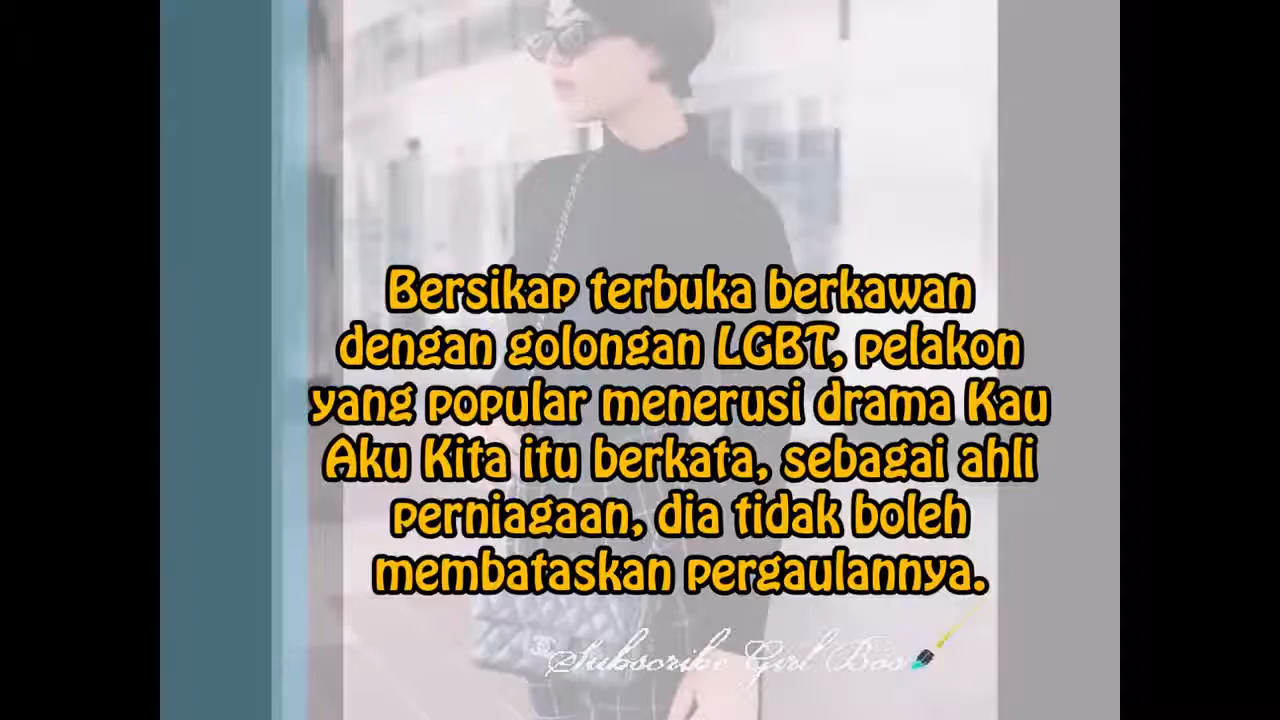 Bersikap terbuka berkawan
dengan golongan LGBT, pelakon
yang popular menerusi drama Kau
Aku Kita itu berkata, sebagai ahli
perniagaan, dia tidak boleh
membataskan pergaulannya.
Subscribe Girl Bos